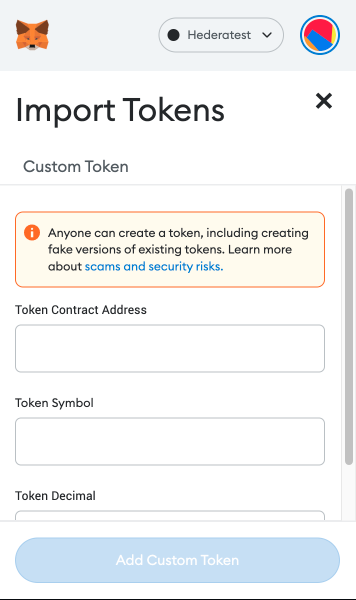 Hederatest
Import Tokens
Custom Token
Anyone can create a token, including creating
fake versions of existing tokens. Learn more
about scams and security risks.
Token Contract Address
Token Symbol
Token Decimal
Add Custom Token